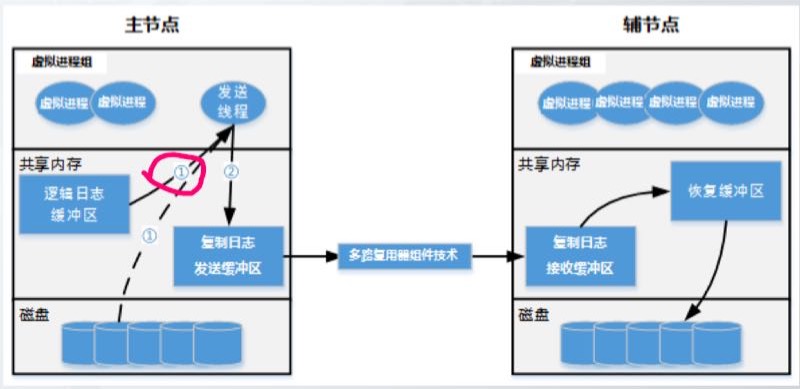 主节点
辅节点
虚拟进程组
虚拟进程组
虚拟进程
虚拟进程
发送
线程
虚拟进程
虚拟进程
虚拟进程
虚拟进程
共享内存
①
②
共享内存
逻辑日志
缓冲区
恢复缓冲区
①
复制日志
发送缓冲区
多路复用器组件技术
复制日志
接收缓冲区
磁盘
磁盘